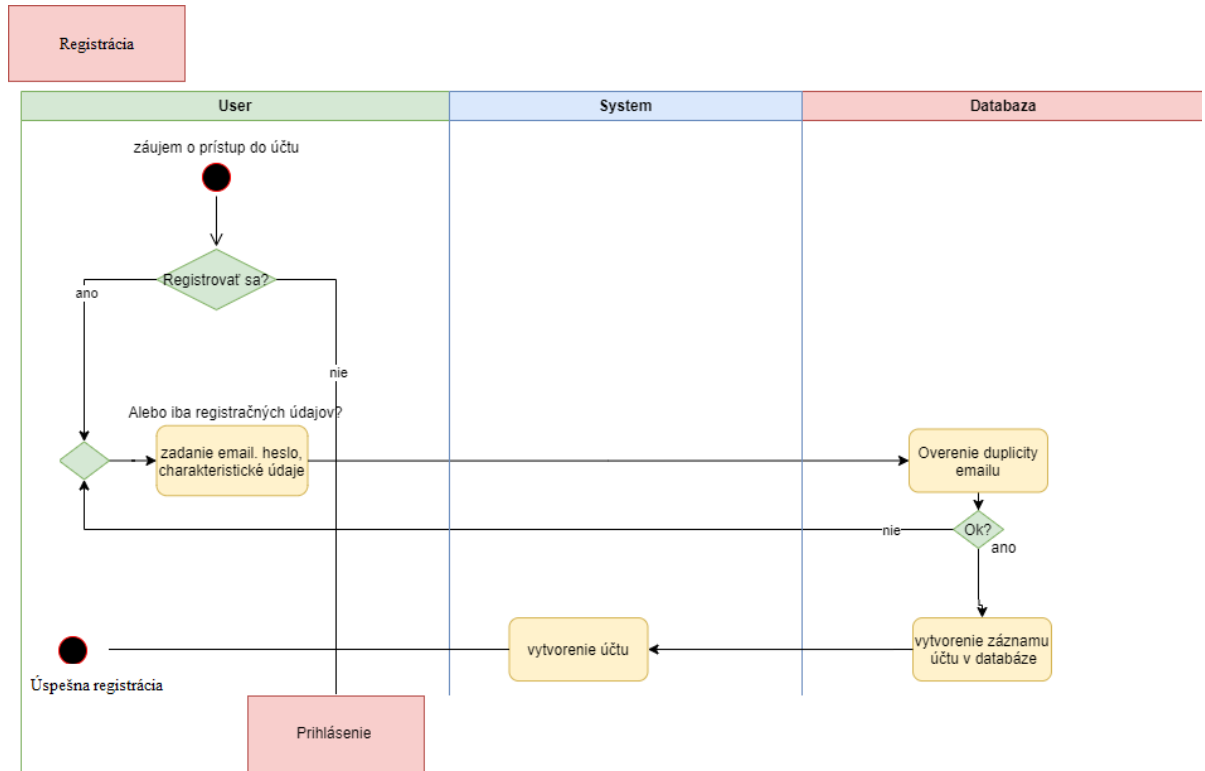 Registrácia
User
System
Databaza
záujem o prístup do účtu
Registrovať sa?
ano
nie
Alebo iba registračných údajov?
zadanie email. heslo,
charakteristické údaje
Overenie duplicity
emailu
nie
Ok?
ano
vytvorenie účtu
vytvorenie záznamu
účtu v databáze
Úspešna registrácia
Prihlásenie